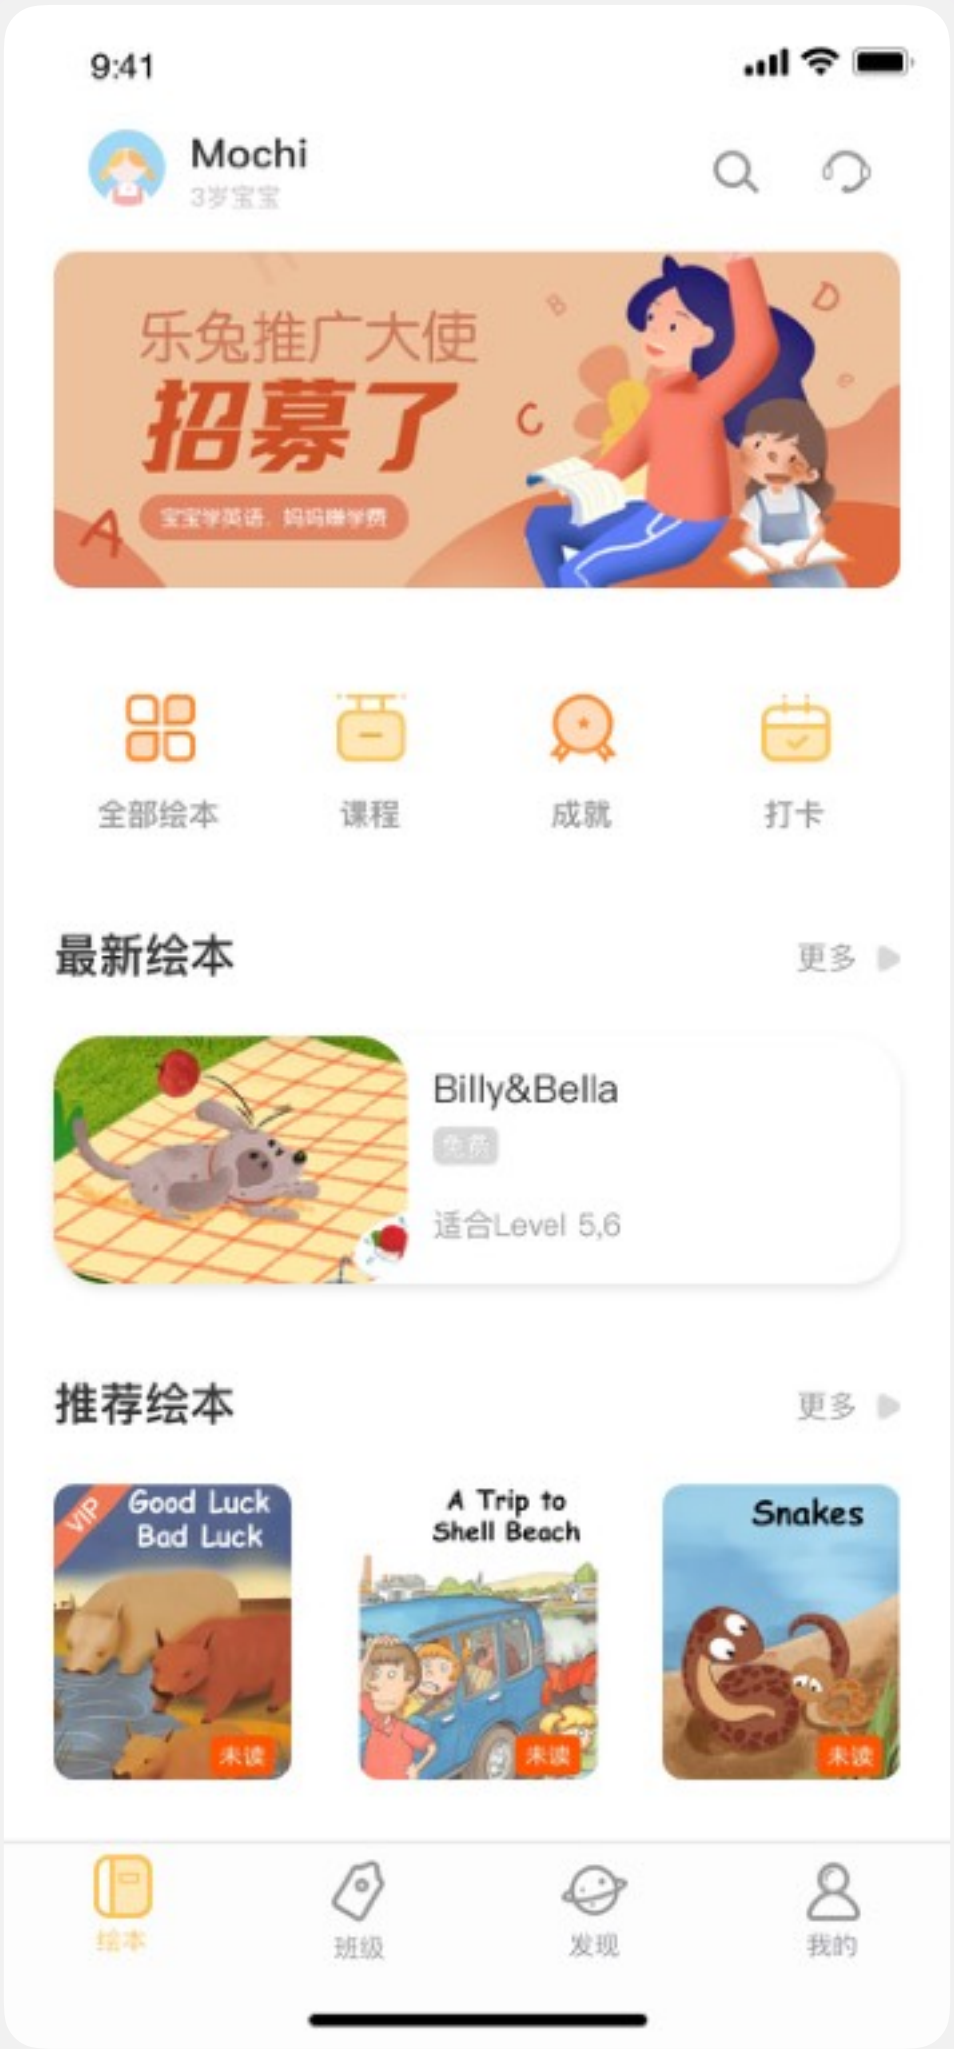 9:41
Mochi
3岁宝宝
乐兔推广大使
招募了
宝宝学英语，妈妈赚学费
A
B
C
D
e
全部绘本
课程
成就
打卡
最新绘本
更多
Billy&Bella
免费
适合Level 5,6
推荐绘本
更多
VIP
Good Luck
Bad Luck
未读
A Trip to
Shell Beach
未读
Snakes
未读
绘本
班级
发现
我的